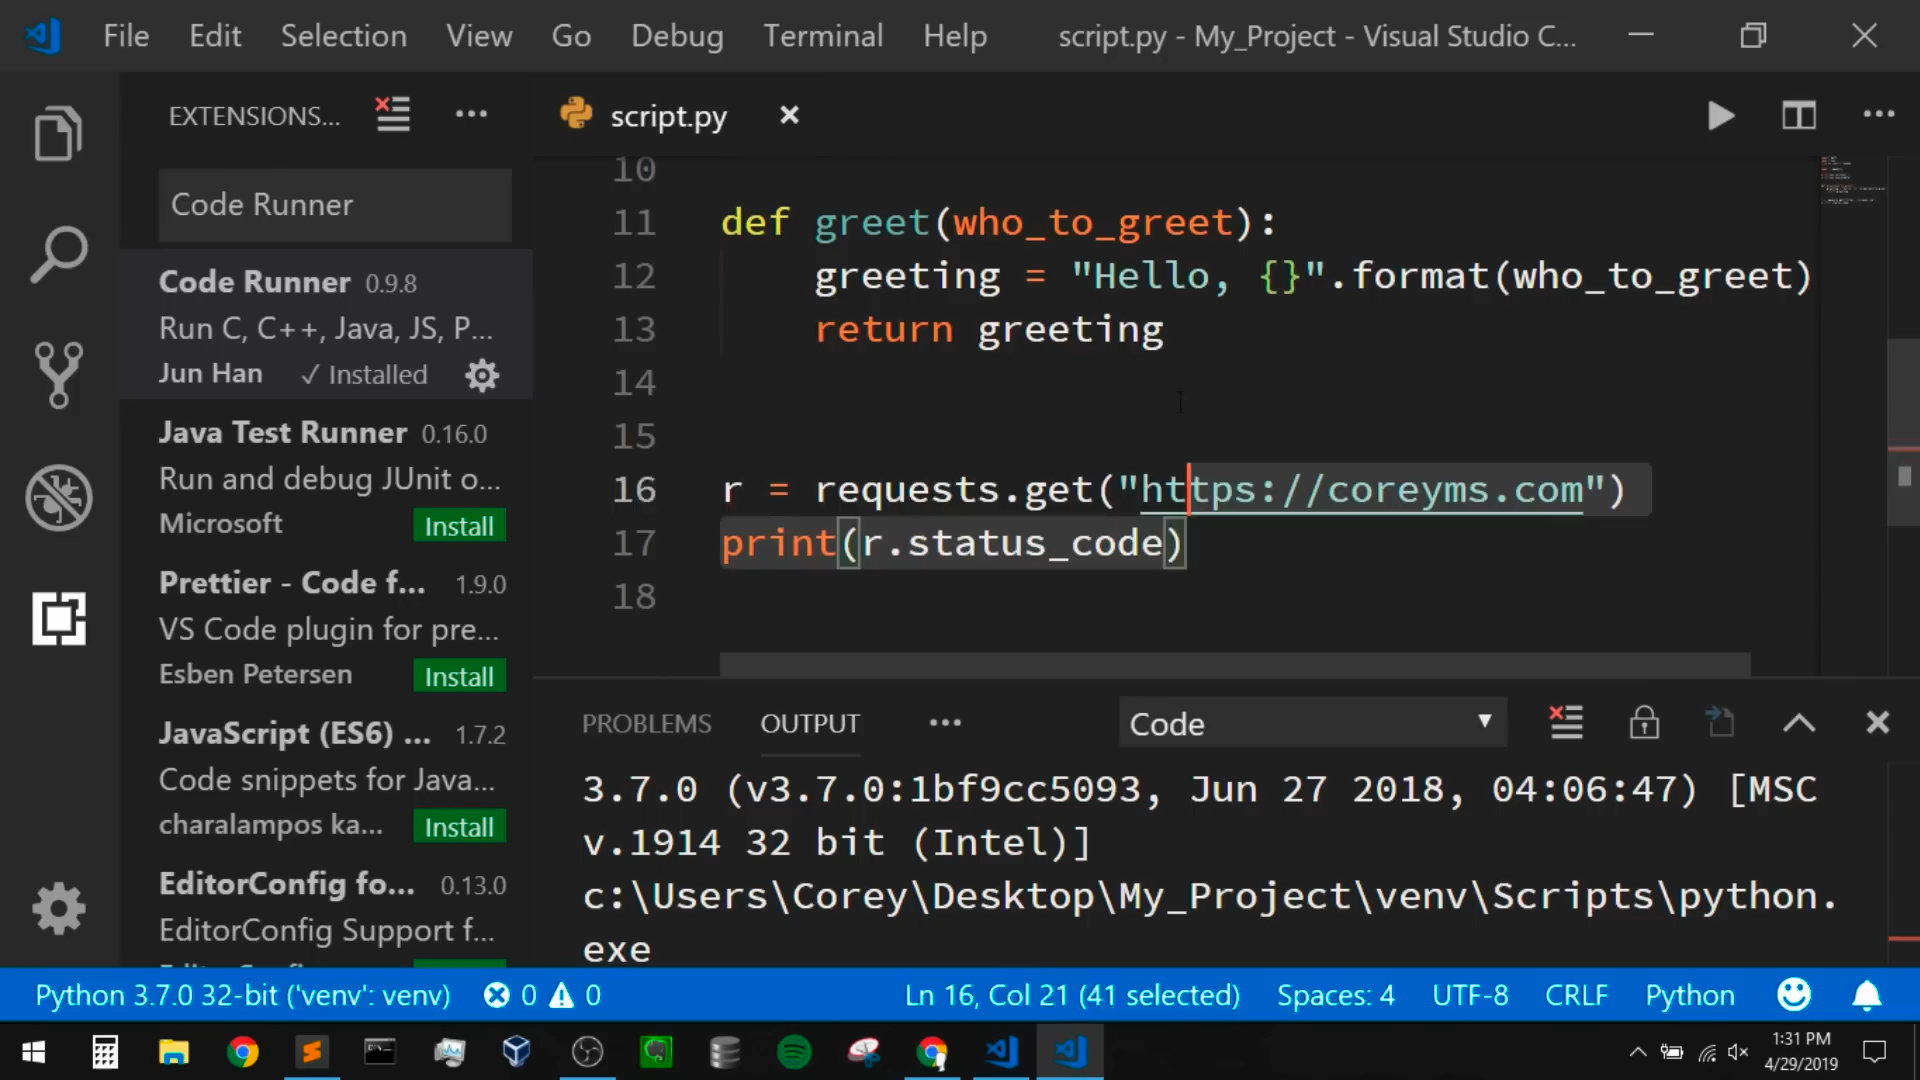 File Edit Selection View Go Debug Terminal Help script.py - My_Project - Visual Studio C...
EXTENSIONS...
script.py
Code Runner
Code Runner 0.9.8
Run C, C++, Java, JS, P...
Jun Han ✓ Installed
Java Test Runner 0.16.0
Run and debug JUnit o...
Microsoft Install
Prettier - Code f... 1.9.0
VS Code plugin for pre...
Esben Petersen Install
JavaScript (ES6) ... 1.7.2
Code snippets for Java...
charalampos ka... Install
EditorConfig fo... 0.13.0
EditorConfig Support f...
10
11 def greet(who_to_greet):
12 greeting = "Hello, {}".format(who_to_greet)
13 return greeting
14
15
16 r = requests.get("https://coreyms.com")
17 print(r.status_code)
18
PROBLEMS OUTPUT ... Code
3.7.0 (v3.7.0:1bf9cc5093, Jun 27 2018, 04:06:47) [MSC
v.1914 32 bit (Intel)]
c:\Users\Corey\Desktop\My_Project\venv\Scripts\python.
exe
Python 3.7.0 32-bit ('venv': venv) 0 0 Ln 16, Col 21 (41 selected) Spaces: 4 UTF-8 CRLF Python
1:31 PM
4/29/2019